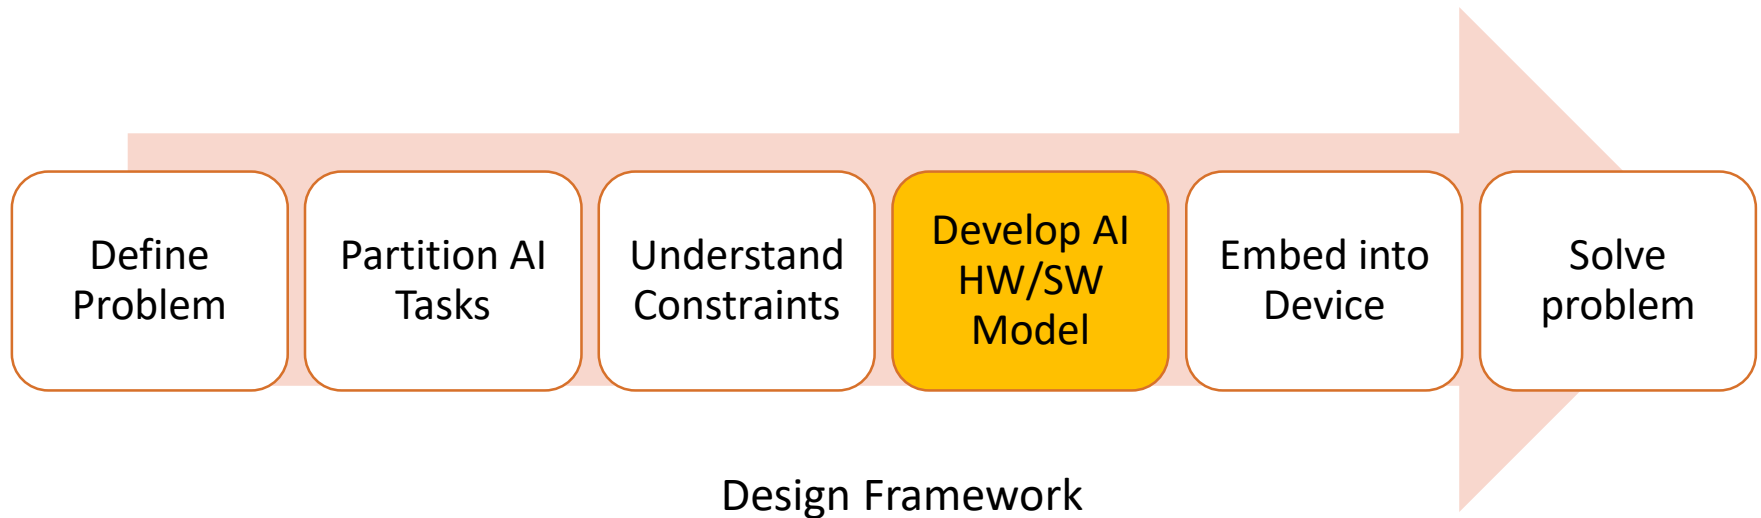 Define
Problem
Partition AI
Tasks
Understand
Constraints
Develop AI
HW/SW
Model
Embed into
Device
Solve
problem
Design Framework